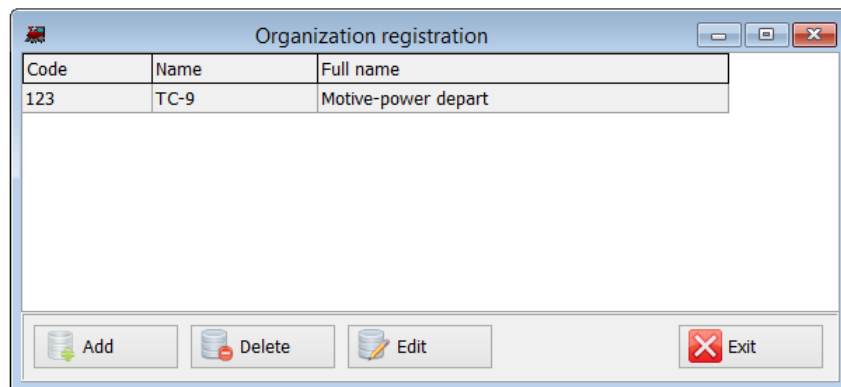 Organization registration
Code Name Full name
123 TC-9 Motive-power depart
Add Delete Edit Exit